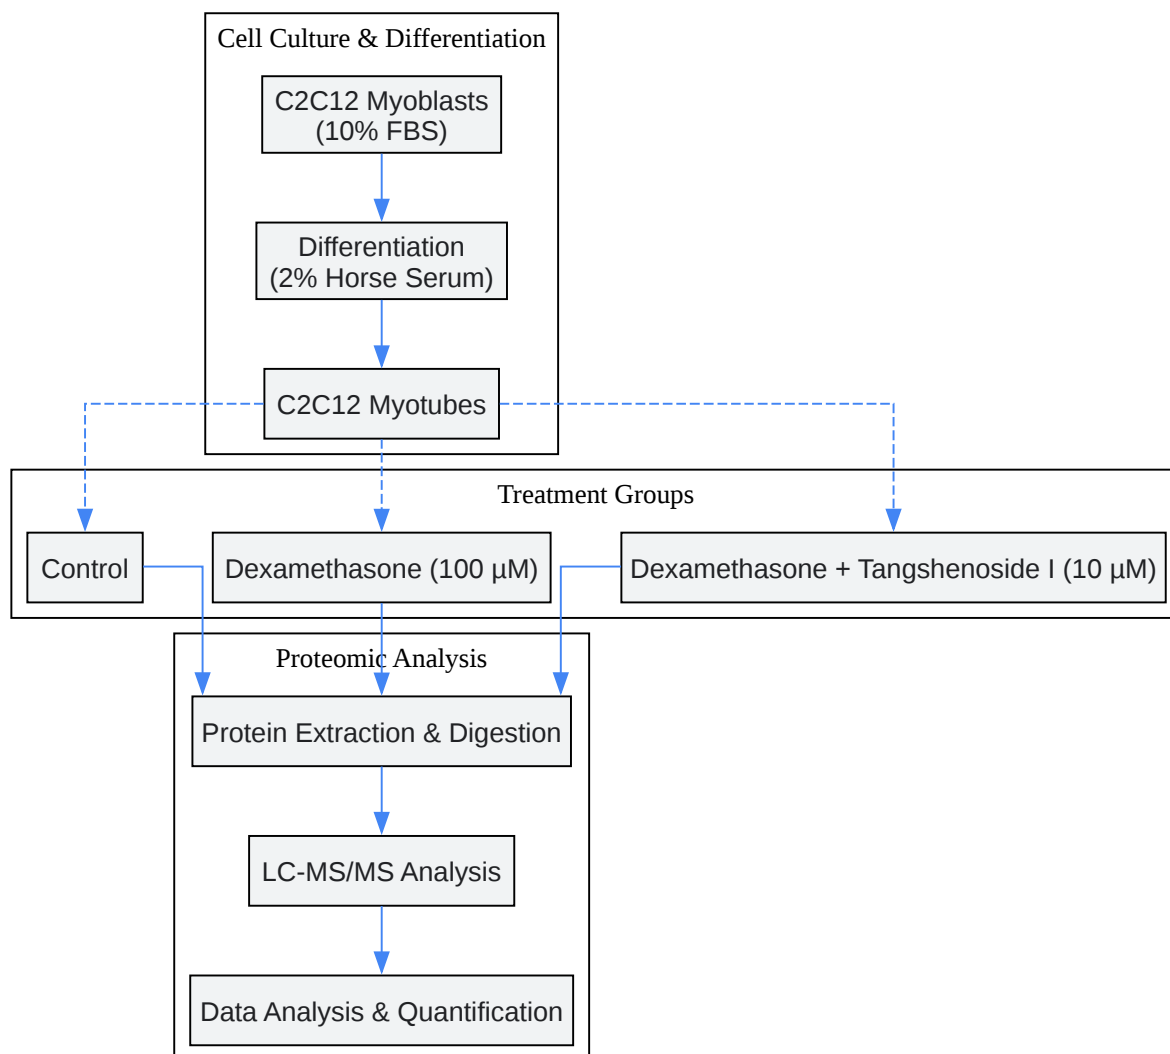 Cell Culture & Differentiation
C2C12 Myoblasts
(10% FBS)
Differentiation
(2% Horse Serum)
C2C12 Myotubes
Treatment Groups
Control
Dexamethasone (100 µM)
Dexamethasone + Tangshenoside I (10 µM)
Proteomic Analysis
Protein Extraction & Digestion
LC-MS/MS Analysis
Data Analysis & Quantification